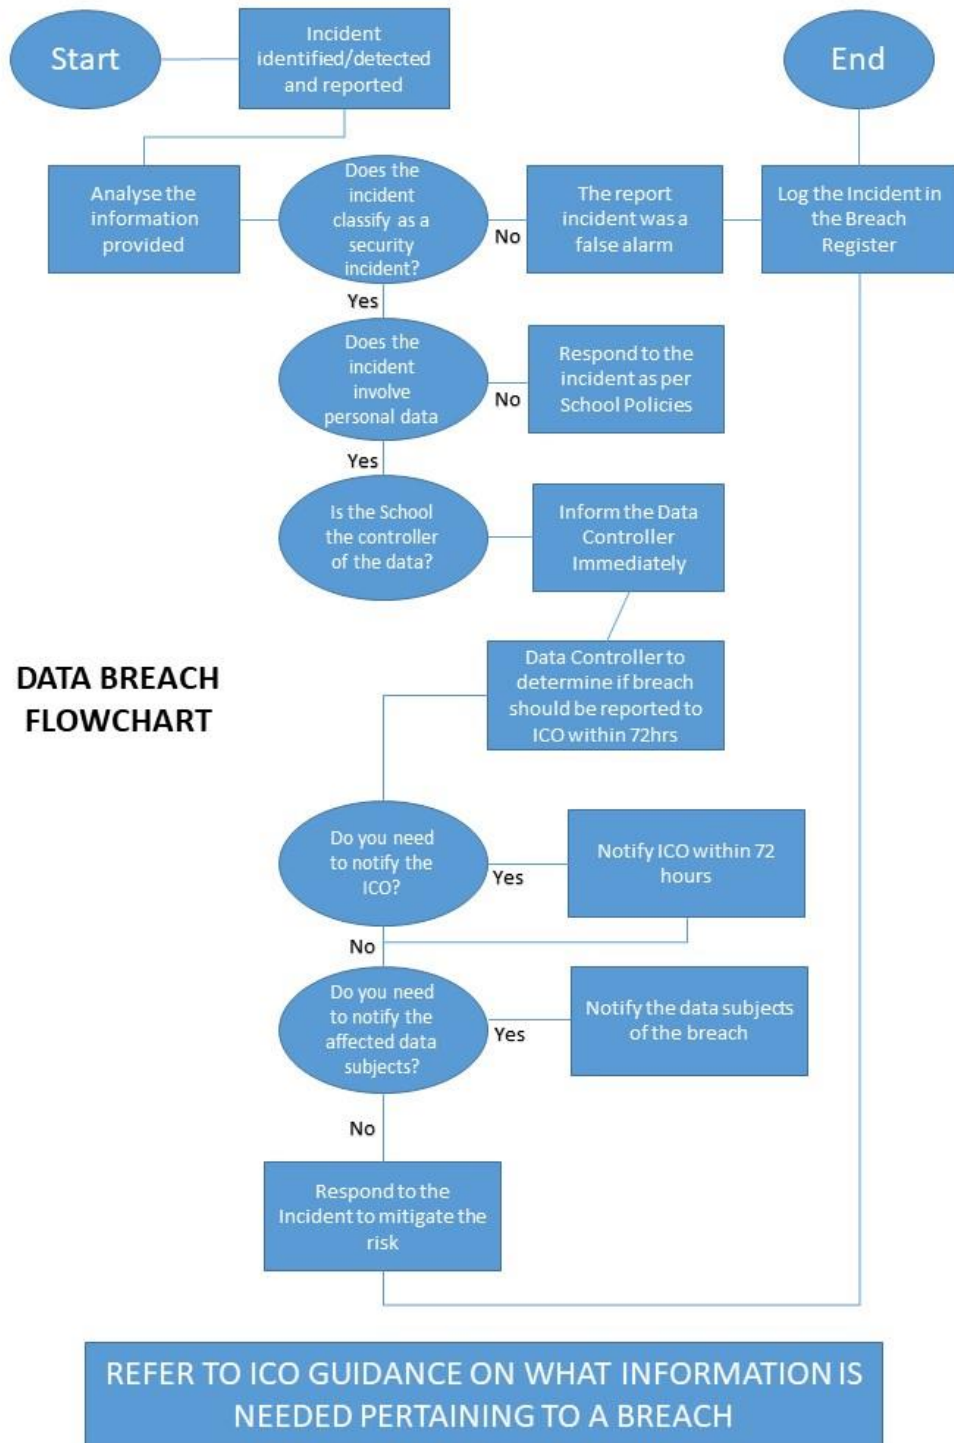 Start
Incident
identified/detected
and reported
End
Analyse the
information
provided
Does the
incident
classify as a
security
incident?
No
The report
incident was a
false alarm
Log the Incident in
the Breach
Register
Yes
Does the
incident
involve
personal data
No
Respond to the
incident as per
School Policies
Yes
Is the School
the controller
of the data?
Inform the Data
Controller
Immediately
DATA BREACH
FLOWCHART
Data Controller to
determine if breach
should be reported to
ICO within 72hrs
Do you need
to notify the
ICO?
Yes
Notify ICO within 72
hours
No
Do you need
to notify the
affected data
subjects?
Yes
Notify the data subjects
of the breach
No
Respond to the
Incident to mitigate the
risk
REFER TO ICO GUIDANCE ON WHAT INFORMATION IS
NEEDED PERTAINING TO A BREACH